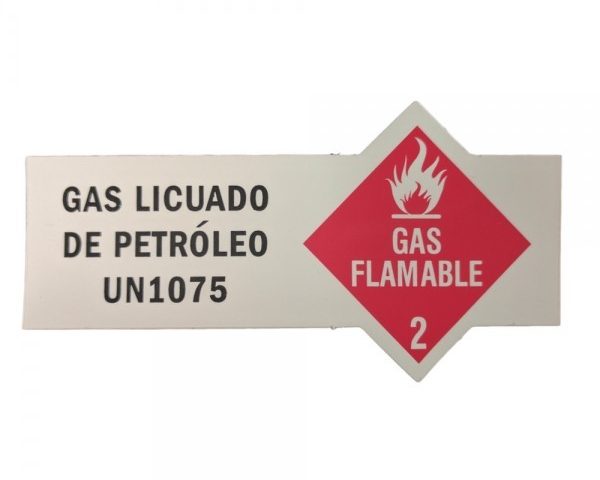 GAS LICUADO
DE PETRÓLEO
UN1075
GAS
FLAMABLE
2